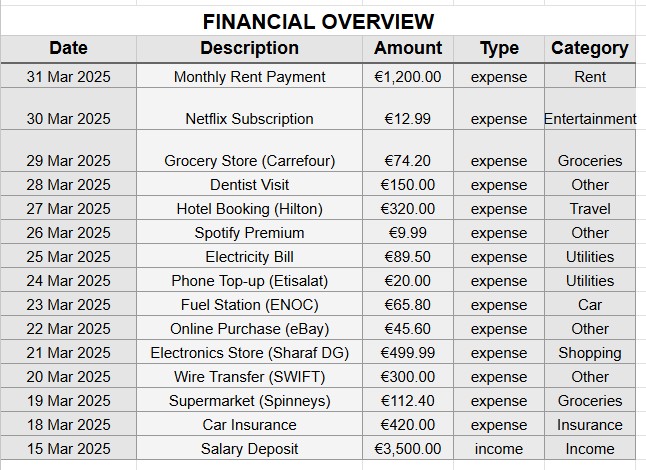 FINANCIAL OVERVIEW
Date Description Amount Type Category
31 Mar 2025 Monthly Rent Payment €1,200.00 expense Rent
30 Mar 2025 Netflix Subscription €12.99 expense Entertainment
29 Mar 2025 Grocery Store (Carrefour) €74.20 expense Groceries
28 Mar 2025 Dentist Visit €150.00 expense Other
27 Mar 2025 Hotel Booking (Hilton) €320.00 expense Travel
26 Mar 2025 Spotify Premium €9.99 expense Other
25 Mar 2025 Electricity Bill €89.50 expense Utilities
24 Mar 2025 Phone Top-up (Etisalat) €20.00 expense Utilities
23 Mar 2025 Fuel Station (ENOC) €65.80 expense Car
22 Mar 2025 Online Purchase (eBay) €45.60 expense Other
21 Mar 2025 Electronics Store (Sharaf DG) €499.99 expense Shopping
20 Mar 2025 Wire Transfer (SWIFT) €300.00 expense Other
19 Mar 2025 Supermarket (Spinneys) €112.40 expense Groceries
18 Mar 2025 Car Insurance €420.00 expense Insurance
15 Mar 2025 Salary Deposit €3,500.00 income Income